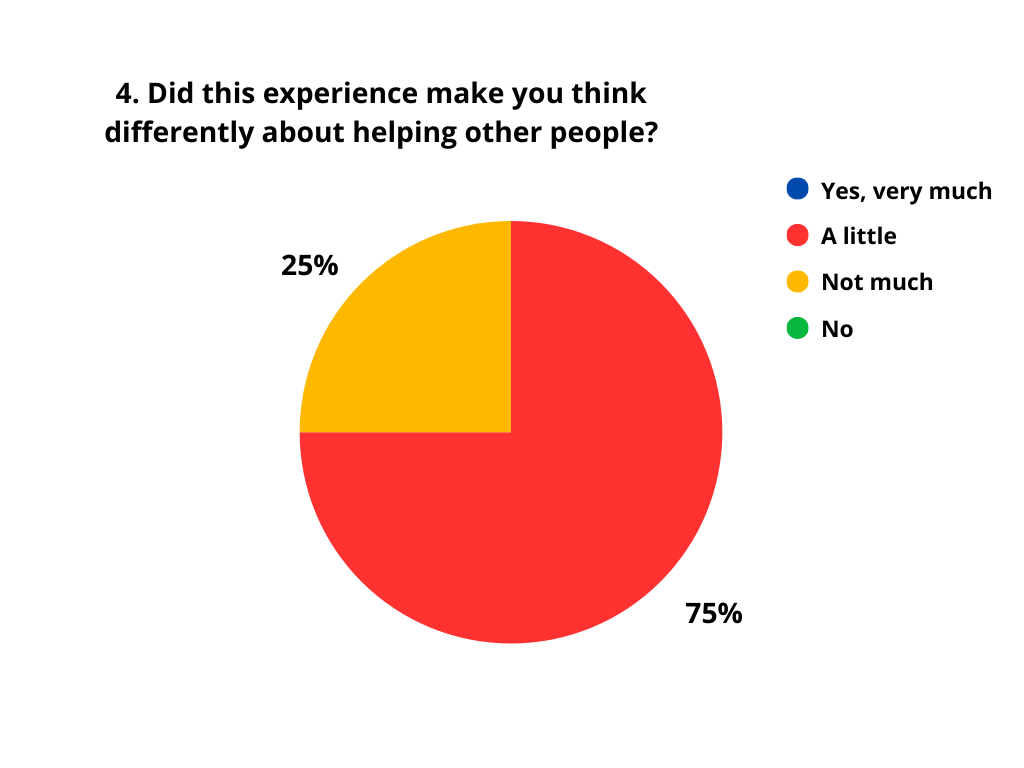 4. Did this experience make you think
differently about helping other people?
Yes, very much
A little
Not much
No
25%
75%